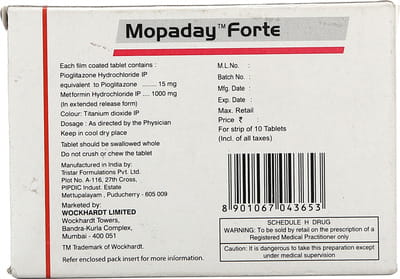 Mopaday™ Forte
Each film coated tablet contains :
Pioglitazone Hydrochloride IP
equivalent to Pioglitazone ........ 15 mg
Metformin Hydrochloride IP .... 1000 mg
(In extended release form)
Colour: Titanium dioxide IP
Dosage : As directed by the Physician
Keep in cool dry place
Tablet should be swallowed whole
Do not crush or chew the tablet
Manufactured in India by:
Tristar Formulations Pvt. Ltd.
Plot No. A-116, 27th Cross,
PIPDIC Indust. Estate
Mettupalayam, Puducherry - 605 009
Marketed by:
WOCKHARDT LIMITED
Wockhardt Towers,
Bandra-Kurla Complex,
Mumbai - 400 051
TM Trademark of Wockhardt.
Refer enclosed pack insert for more information.
M.L.No. :
Batch No. :
Mfg. Date :
Exp. Date :
Max. Retail
Price ₹ :
For strip of 10 Tablets
(Incl. of all taxes)
8 901067 043653
SCHEDULE H DRUG
WARNING: To be sold by retail on the prescription of a
Registered Medical Practitioner only
Caution: It is dangerous to take this preparation except
under medical supervision